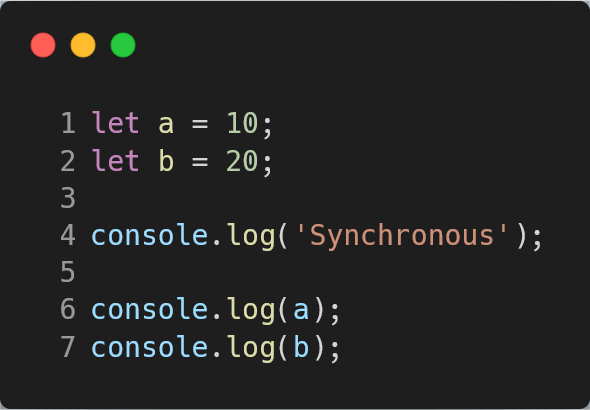 1 let a = 10;
2 let b = 20;
3
4 console.log('Synchronous');
5
6 console.log(a);
7 console.log(b);